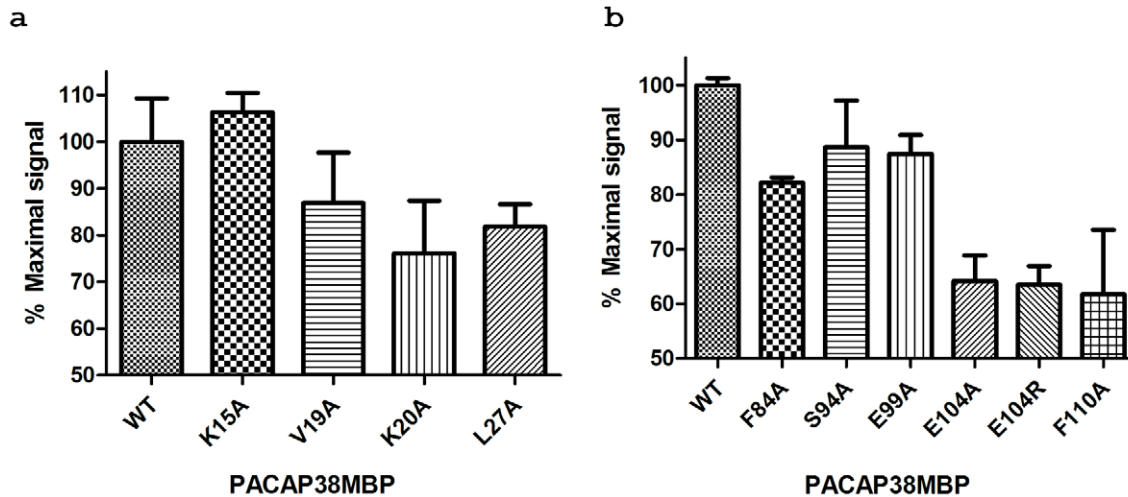 a
% Maximal signal
110
100
90
80
70
60
50
WT K15A V19A K20A L27A
PACAP38MBP
b
% Maximal signal
100
90
80
70
60
50
WT F84A S94A E99A E104A E104R F110A
PACAP38MBP